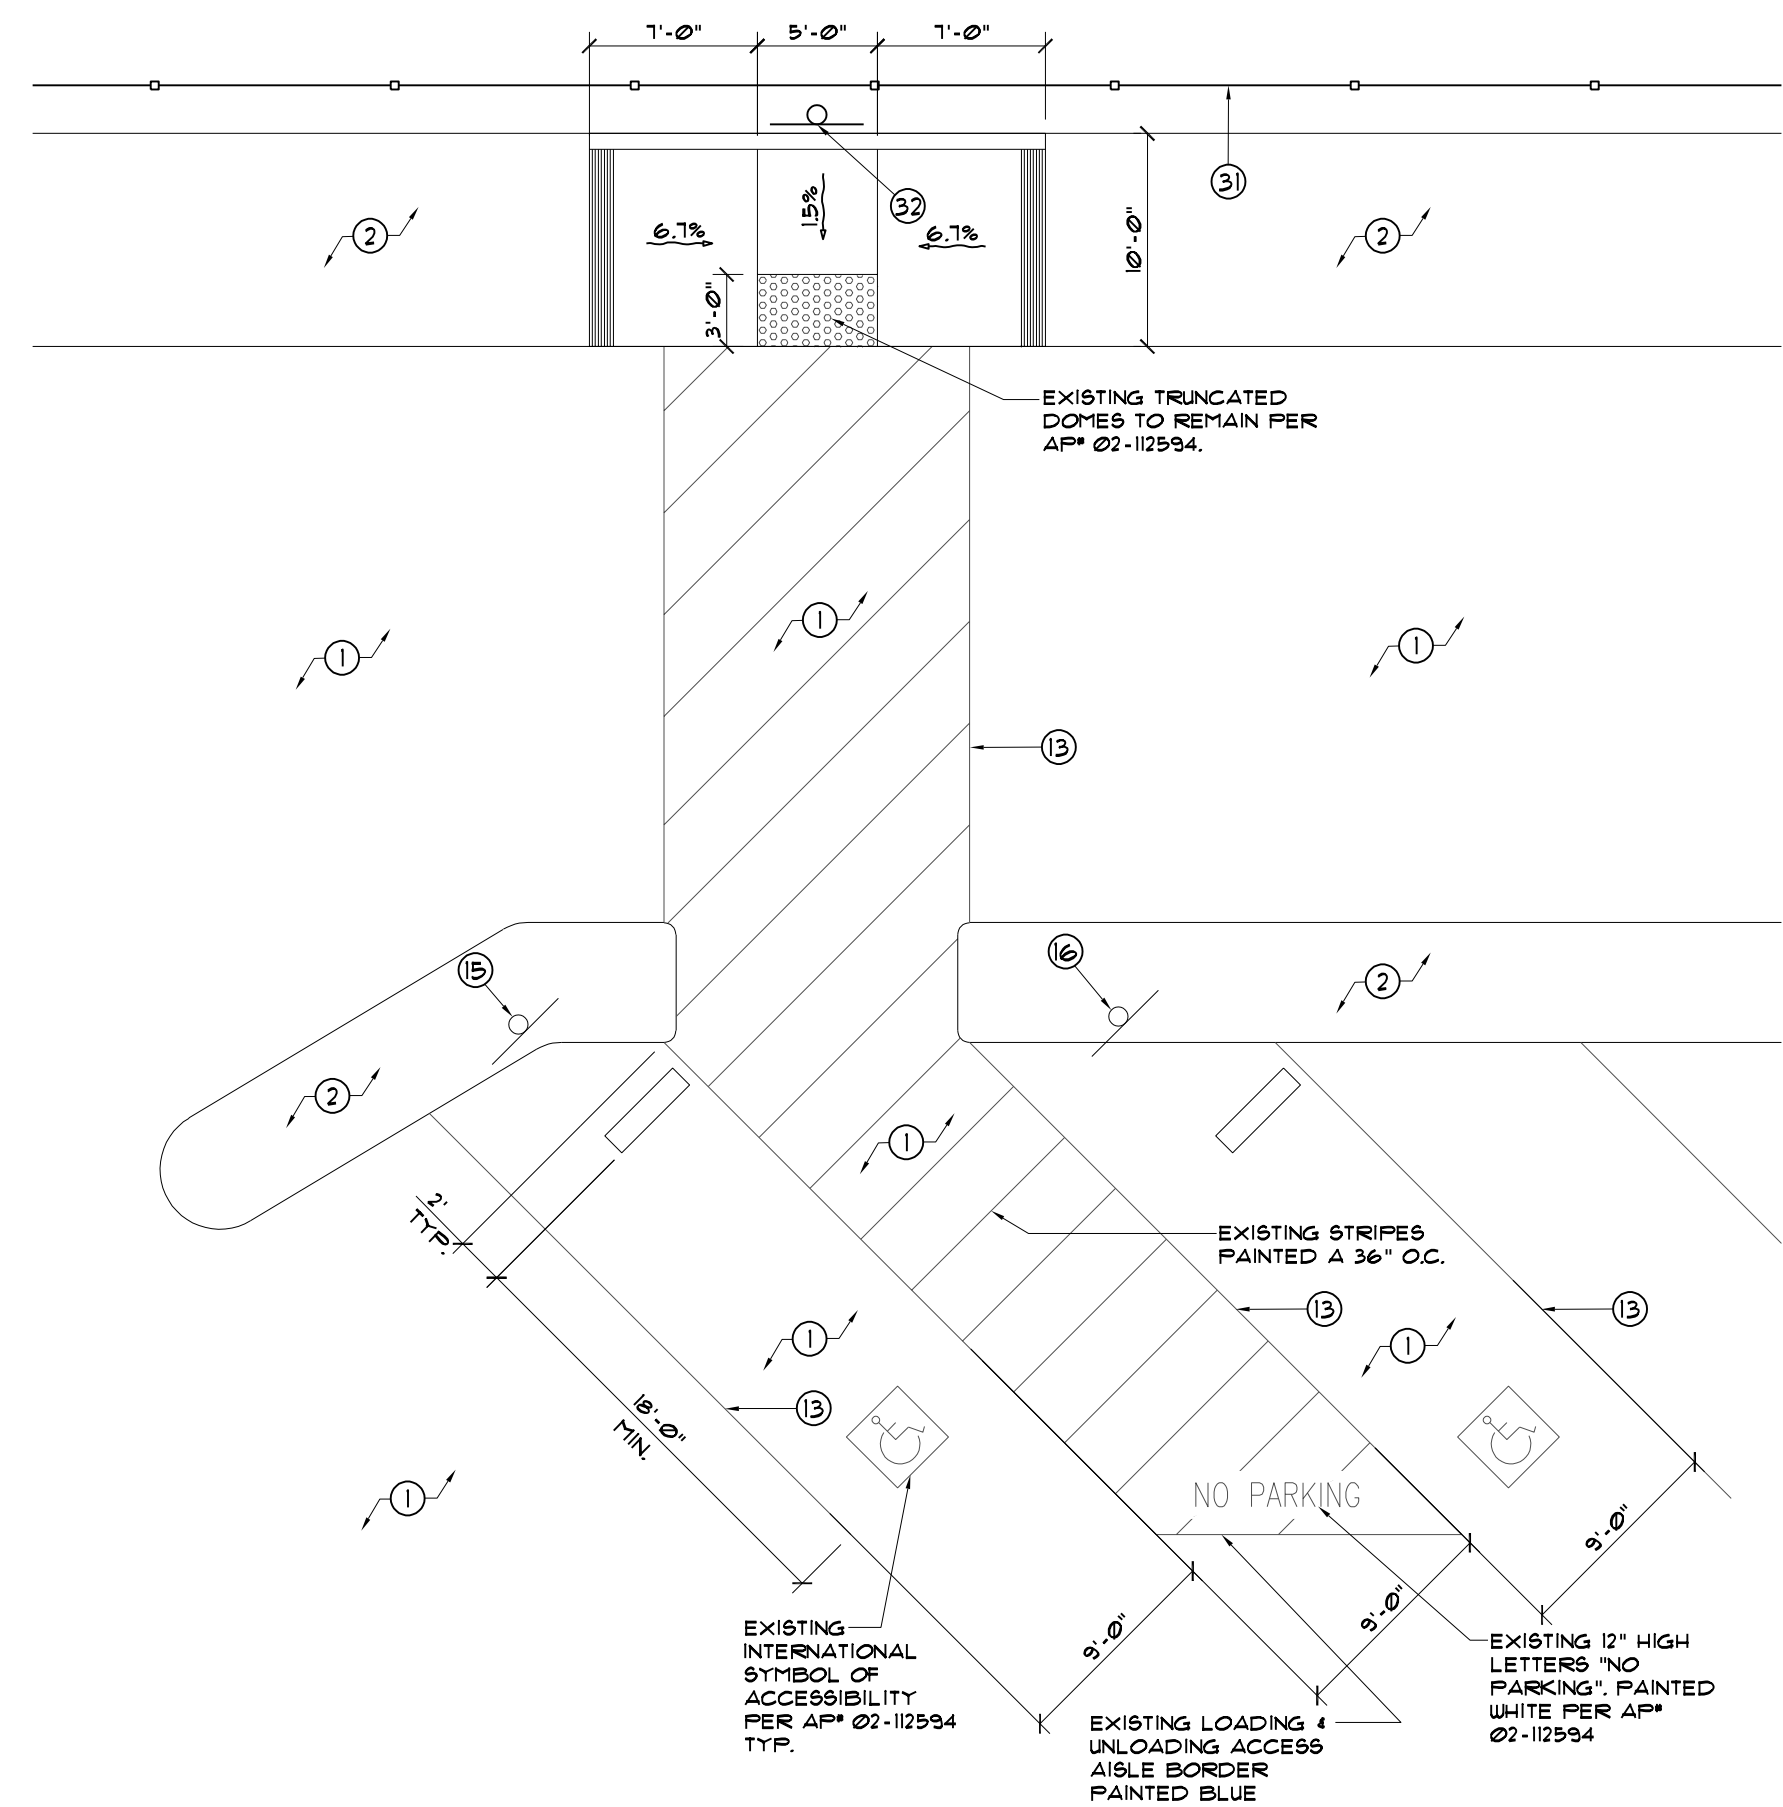 7'-0" 5'-0" 7'-0"
31
32
2
6.7%
1.5%
6.7%
10'-0"
2
3'-0"
EXISTING TRUNCATED
DOMES TO REMAIN PER
AP# 02-112594.
1
1
1
13
15
16
2
2
1
2'
TYP.
EXISTING STRIPES
PAINTED A 36" O.C.
13
13
1
1
13
18'-0"
MIN.
1
NO PARKING
9'-0"
9'-0"
9'-0"
EXISTING
INTERNATIONAL
SYMBOL OF
ACCESSIBILITY
PER AP# 02-112594
TYP.
EXISTING LOADING &
UNLOADING ACCESS
AISLE BORDER
PAINTED BLUE
EXISTING 12" HIGH
LETTERS "NO
PARKING". PAINTED
WHITE PER AP#
02-112594